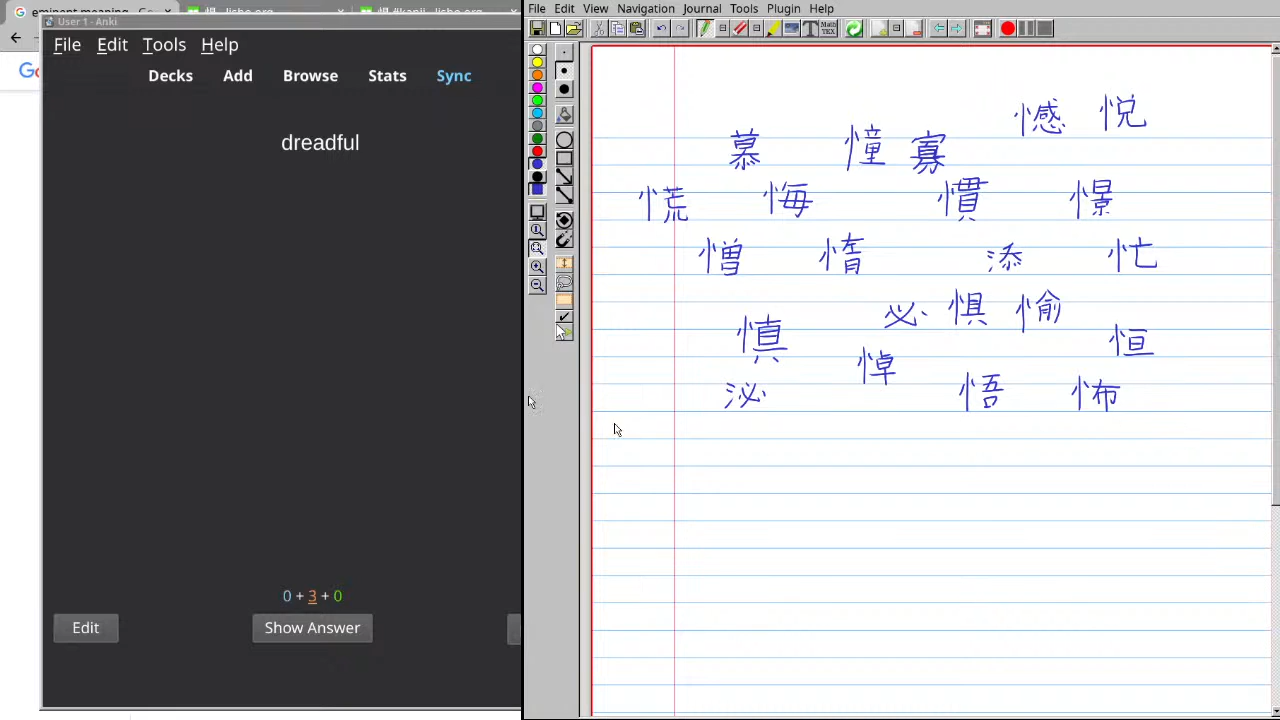 User 1 - Anki
File Edit Tools Help
Decks Add Browse Stats Sync
dreadful
0 + 3 + 0
Edit Show Answer
File Edit View Navigation Journal Tools Plugin Help
憾 悦
慕 憧 寡
慌 悔 慣 憬
憎 惰 添 忙
必 惧 愉
慎 恒
悼
泌 悟 怖